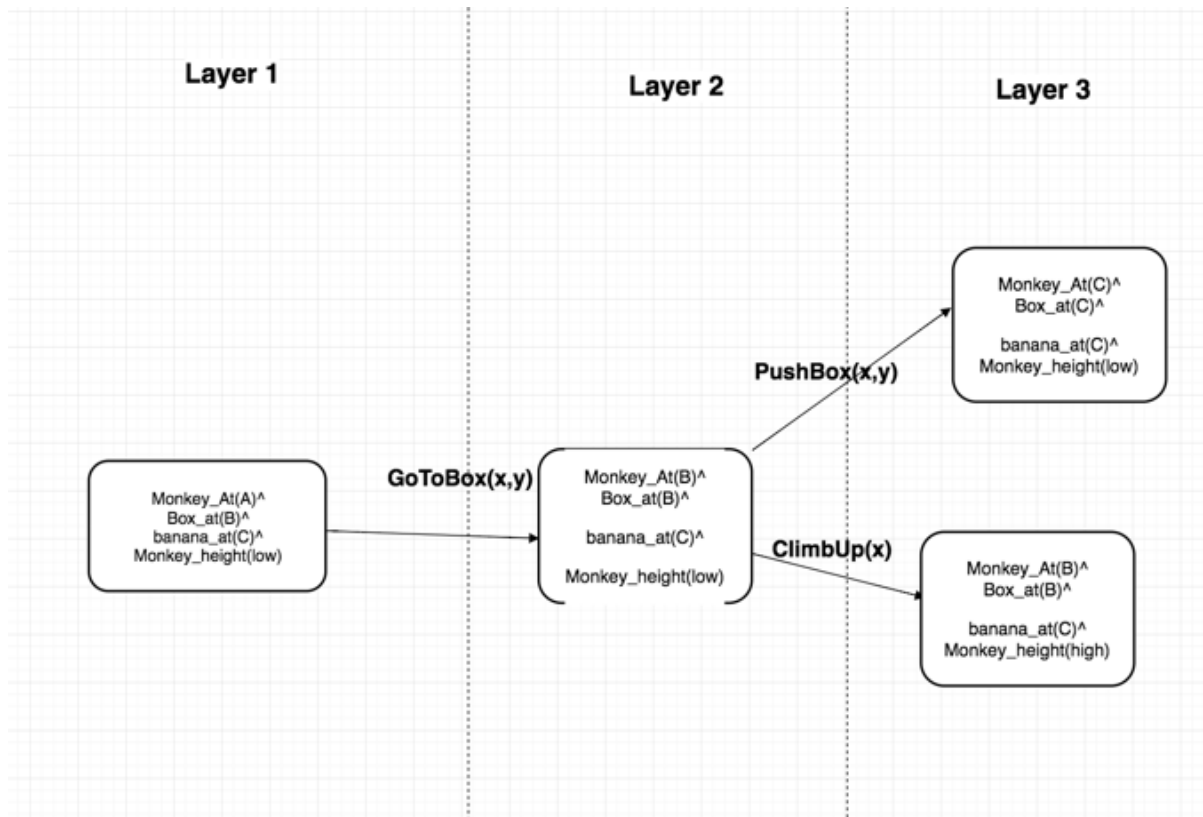 Layer 1
Layer 2
Layer 3
Monkey_At(A)^
Box_at(B)^
banana_at(C)^
Monkey_height(low)
GoToBox(x,y)
Monkey_At(B)^
Box_at(B)^
banana_at(C)^
Monkey_height(low)
PushBox(x,y)
Monkey_At(C)^
Box_at(C)^
banana_at(C)^
Monkey_height(low)
ClimbUp(x)
Monkey_At(B)^
Box_at(B)^
banana_at(C)^
Monkey_height(high)